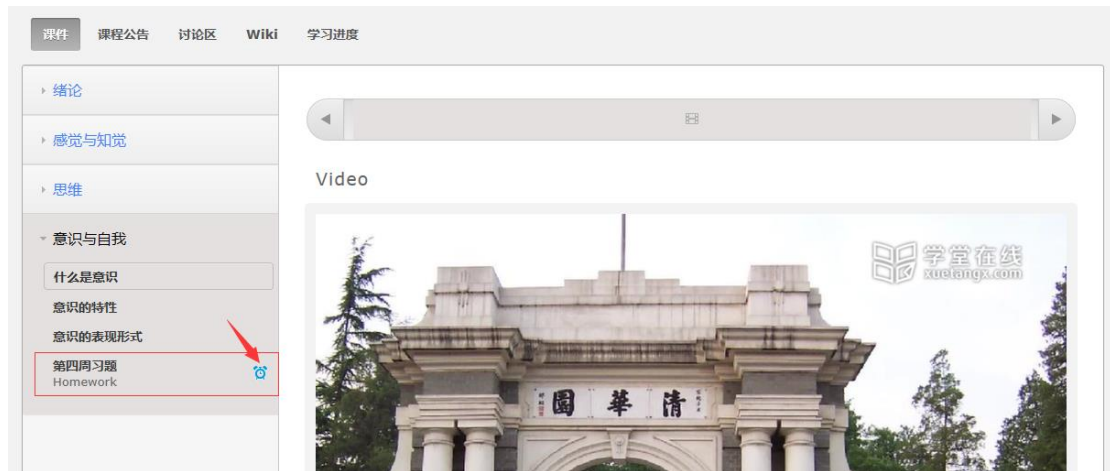 课件 课程公告 讨论区 Wiki 学习进度
绪论
感觉与知觉
思维
意识与自我
什么是意识
意识的特性
意识的表现形式
第四周习题
Homework
Video
学堂在线
xuetangx.com
園華清